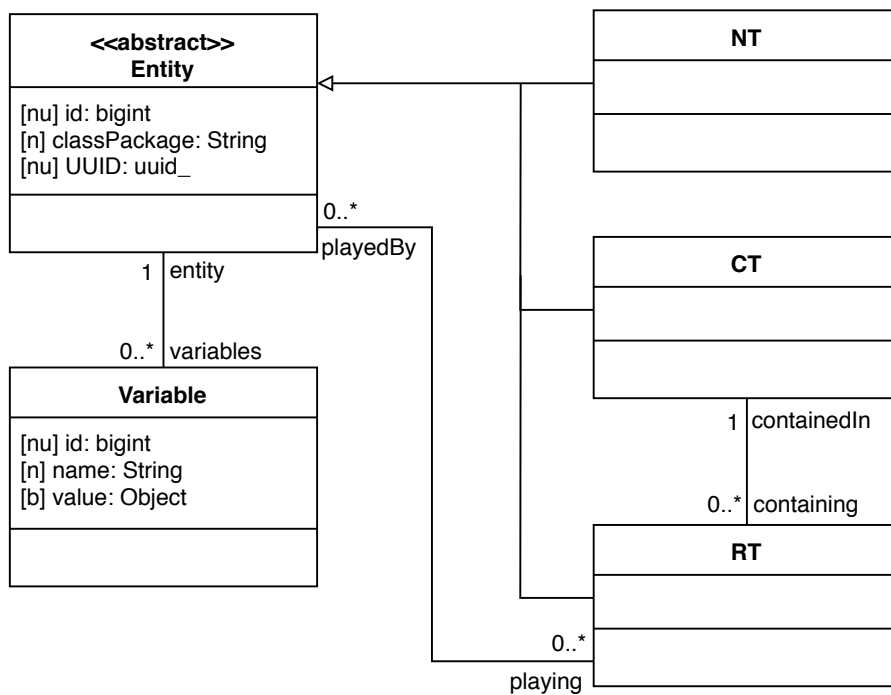 <<abstract>>
Entity
[nu] id: bigint
[n] classPackage: String
[nu] UUID: uuid_
NT
0..*
playedBy
1
entity
0..*
variables
Variable
[nu] id: bigint
[n] name: String
[b] value: Object
CT
1
containedIn
0..*
containing
RT
0..*
playing